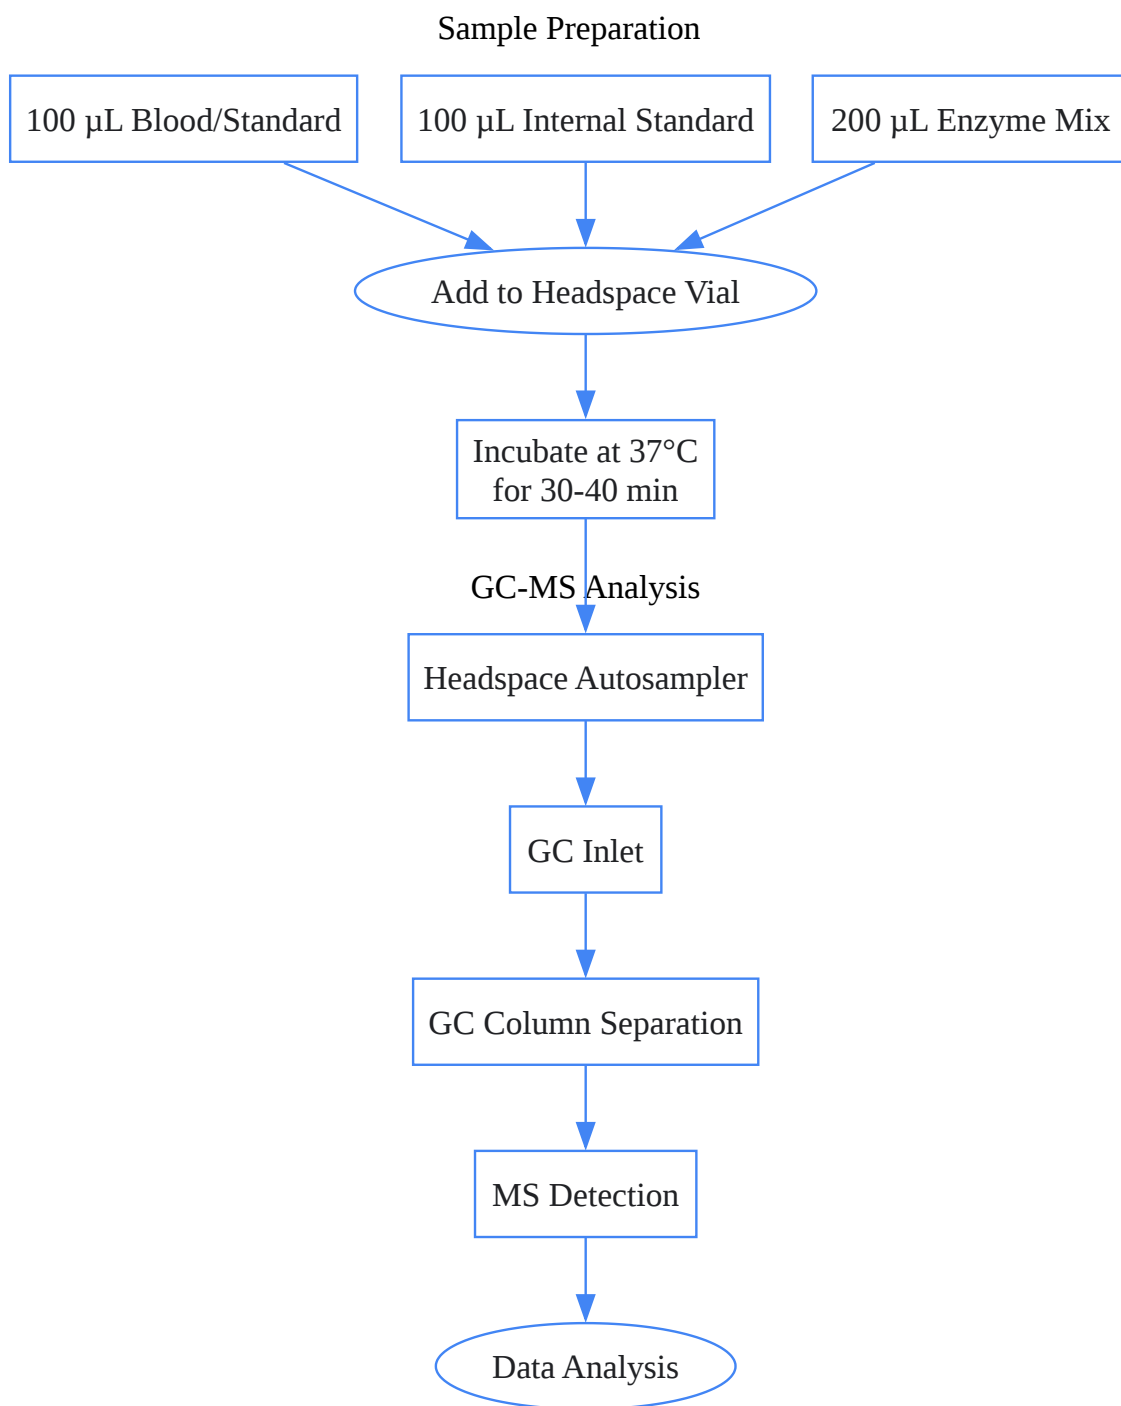 Sample Preparation
100 µL Blood/Standard
100 µL Internal Standard
200 µL Enzyme Mix
Add to Headspace Vial
Incubate at 37°C
for 30-40 min
GC-MS Analysis
Headspace Autosampler
GC Inlet
GC Column Separation
MS Detection
Data Analysis